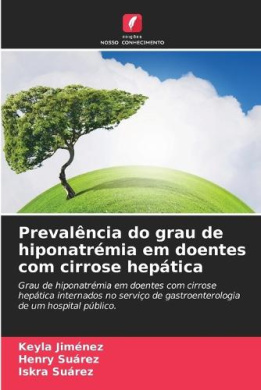 edições
NOSSO CONHECIMENTO
Prevalência do grau de
hiponatrémia em doentes
com cirrose hepática
Grau de hiponatrémia em doentes com cirrose
hepática internados no serviço de gastroenterologia
de um hospital público.
Keyla Jiménez
Henry Suárez
Iskra Suárez